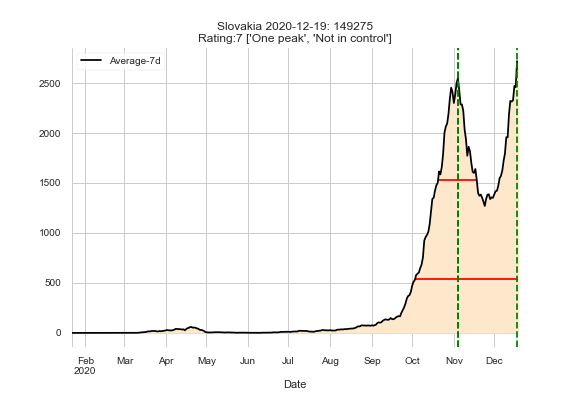 Slovakia 2020-12-19: 149275
Rating:7 ['One peak', 'Not in control']
Average-7d
2500
2000
1500
1000
500
0
Feb Mar Apr May Jun Jul Aug Sep Oct Nov Dec
2020
Date